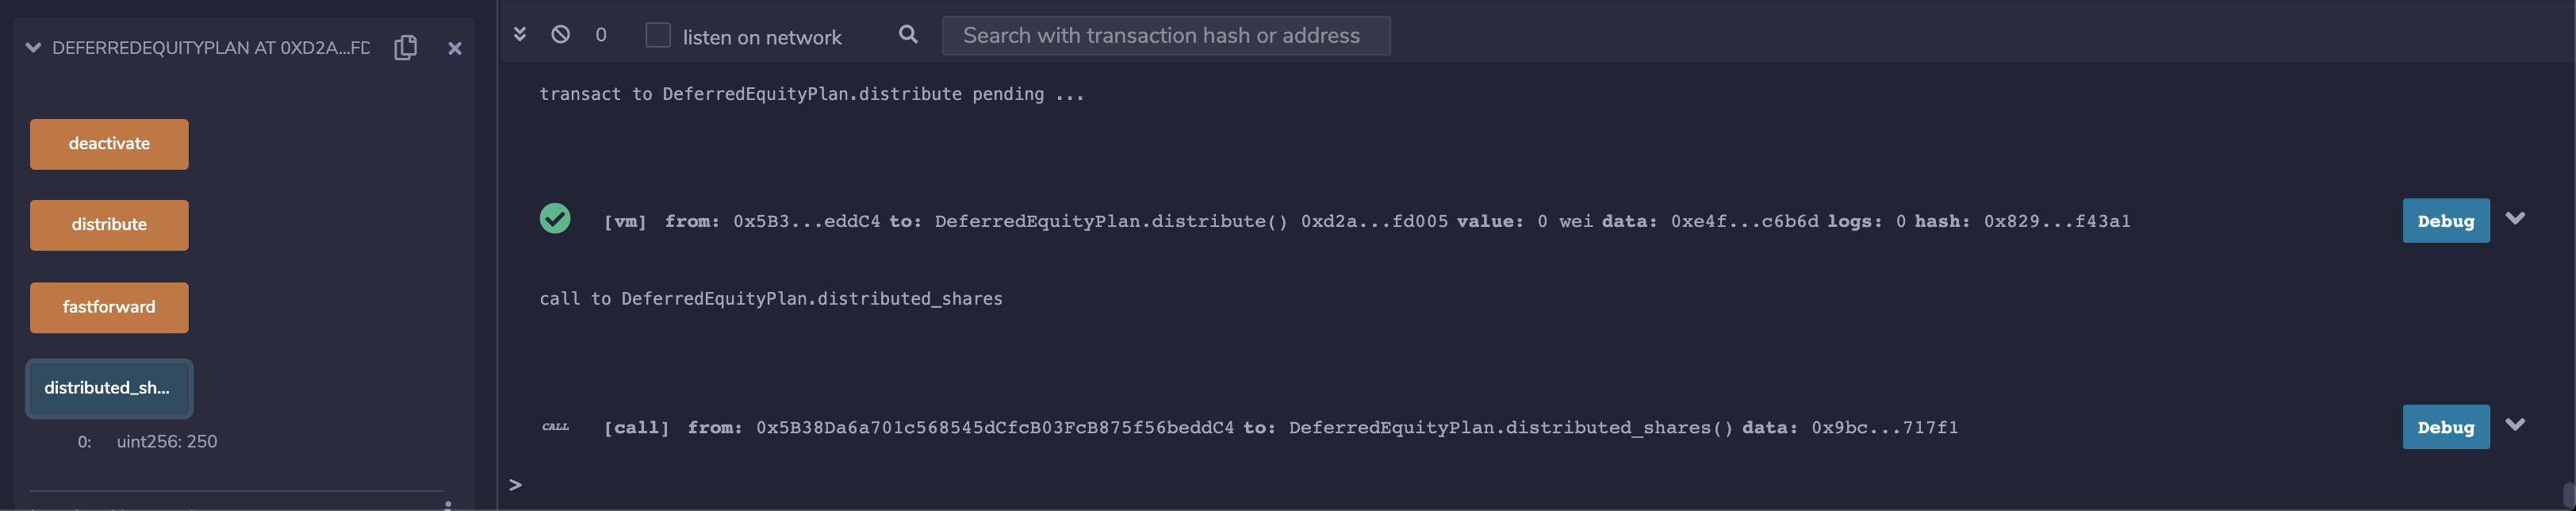 DEFERREDEQUITYPLAN AT 0XD2A...FD
deactivate
distribute
fastforward
distributed_sh...
0: uint256: 250
0 listen on network Search with transaction hash or address
transact to DeferredEquityPlan.distribute pending ...
[vm] from: 0x5B3...eddC4 to: DeferredEquityPlan.distribute() 0xd2a...fd005 value: 0 wei data: 0xe4f...c6b6d logs: 0 hash: 0x829...f43a1 Debug
call to DeferredEquityPlan.distributed_shares
CALL [call] from: 0x5B38Da6a701c568545dCfcB03FcB875f56beddC4 to: DeferredEquityPlan.distributed_shares() data: 0x9bc...717f1 Debug
>